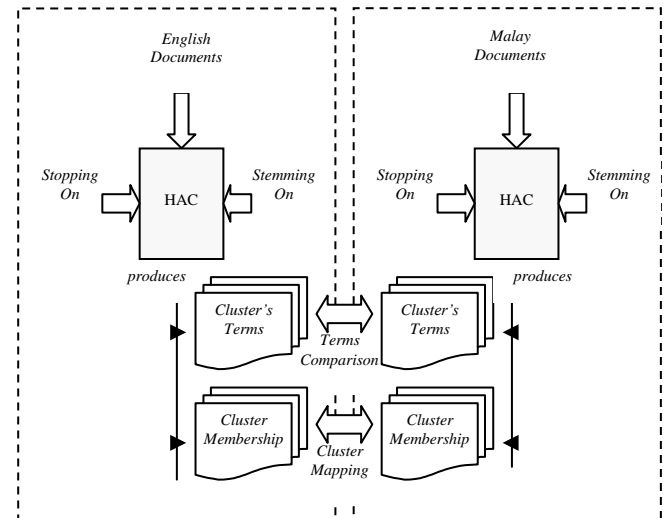 English
Documents
Stopping
On
HAC
Stemming
On
produces
Malay
Documents
Stopping
On
HAC
Stemming
On
produces
Cluster's
Terms
Terms
Comparison
Cluster's
Terms
Cluster
Membership
Cluster
Mapping
Cluster
Membership